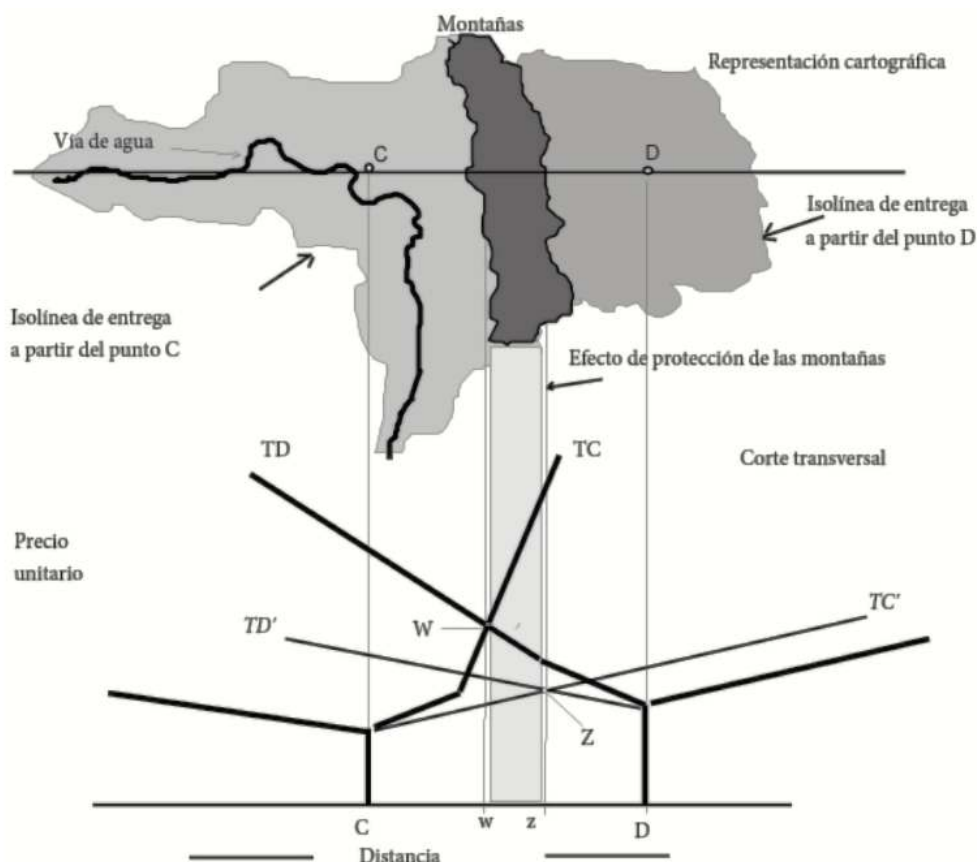 Montañas
Representación cartográfica
Vía de agua
C
D
Isolínea de entrega
a partir del punto D
Isolínea de entrega
a partir del punto C
Efecto de protección de las montañas
TD
TC
Corte transversal
Precio
unitario
TD'
W
TC'
Z
C
w
z
D
Distancia